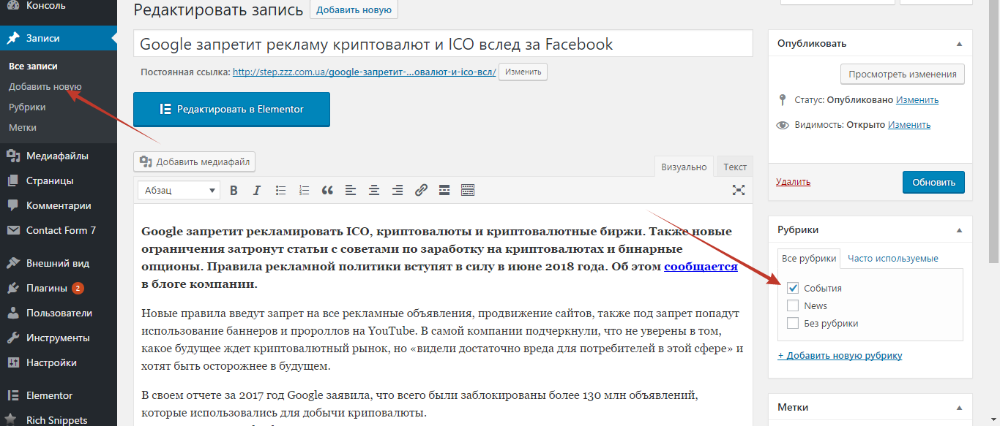 Консоль
Записи
Все записи
Добавить новую
Рубрики
Метки
Медиафайлы
Страницы
Комментарии
Contact Form 7
Внешний вид
Плагины 2
Пользователи
Инструменты
Настройки
Elementor
Rich Snippets
Редактировать запись Добавить новую
Google запретит рекламу криптовалют и ICO вслед за Facebook
Постоянная ссылка: http://step.zzz.com.ua/google-запретит-...овалют-и-ico-всл/ Изменить
Редактировать в Elementor
Добавить медиафайл
Визуально Текст
Абзац B I
Google запретит рекламировать ICO, криптовалюты и криптовалютные биржи. Также новые
ограничения затронут статьи с советами по заработку на криптовалютах и бинарные
опционы. Правила рекламной политики вступят в силу в июне 2018 года. Об этом сообщается
в блоге компании.
Новые правила введут запрет на все рекламные объявления, продвижение сайтов, также под запрет попадут
использование баннеров и пророллов на YouTube. В самой компании подчеркнули, что не уверены в том,
какое будущее ждет криптовалютный рынок, но «видели достаточно вреда для потребителей в этой сфере» и
хотят быть осторожнее в будущем.
В своем отчете за 2017 год Google заявила, что всего были заблокированы более 130 млн объявлений,
которые использовались для добычи криповалюты.
Опубликовать
Просмотреть изменения
Статус: Опубликовано Изменить
Видимость: Открыто Изменить
Удалить Обновить
Рубрики
Все рубрики Часто используемые
События
News
Без рубрики
+ Добавить новую рубрику
Метки